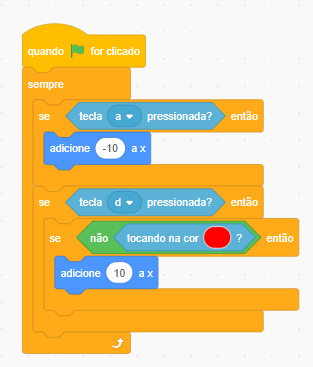 quando for clicado
sempre
se tecla a pressionada? então
adicione -10 a x
se tecla d pressionada? então
se não tocando na cor ? então
adicione 10 a x